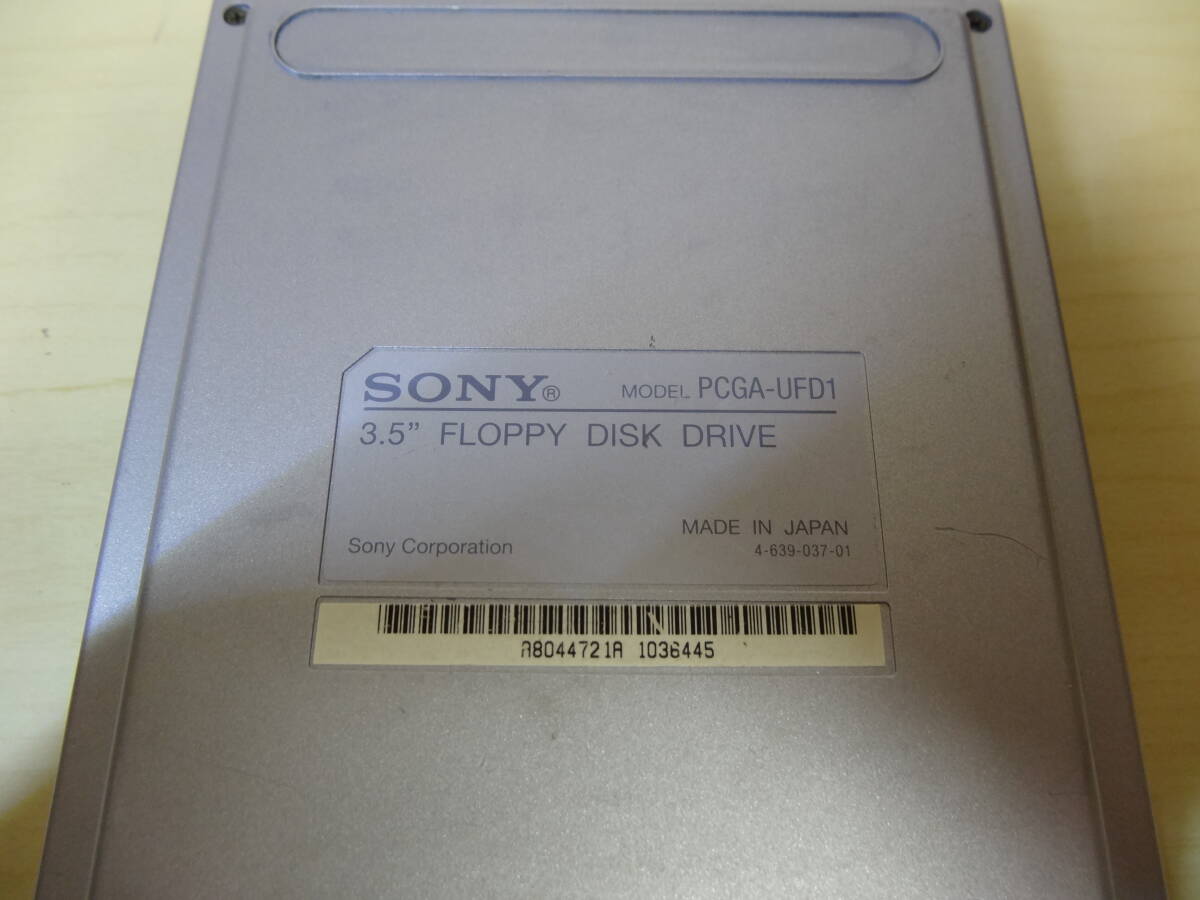 SONY® MODEL PCGA-UFD1
3.5” FLOPPY DISK DRIVE
MADE IN JAPAN
Sony Corporation 4-639-037-01
A8044721A 1036445